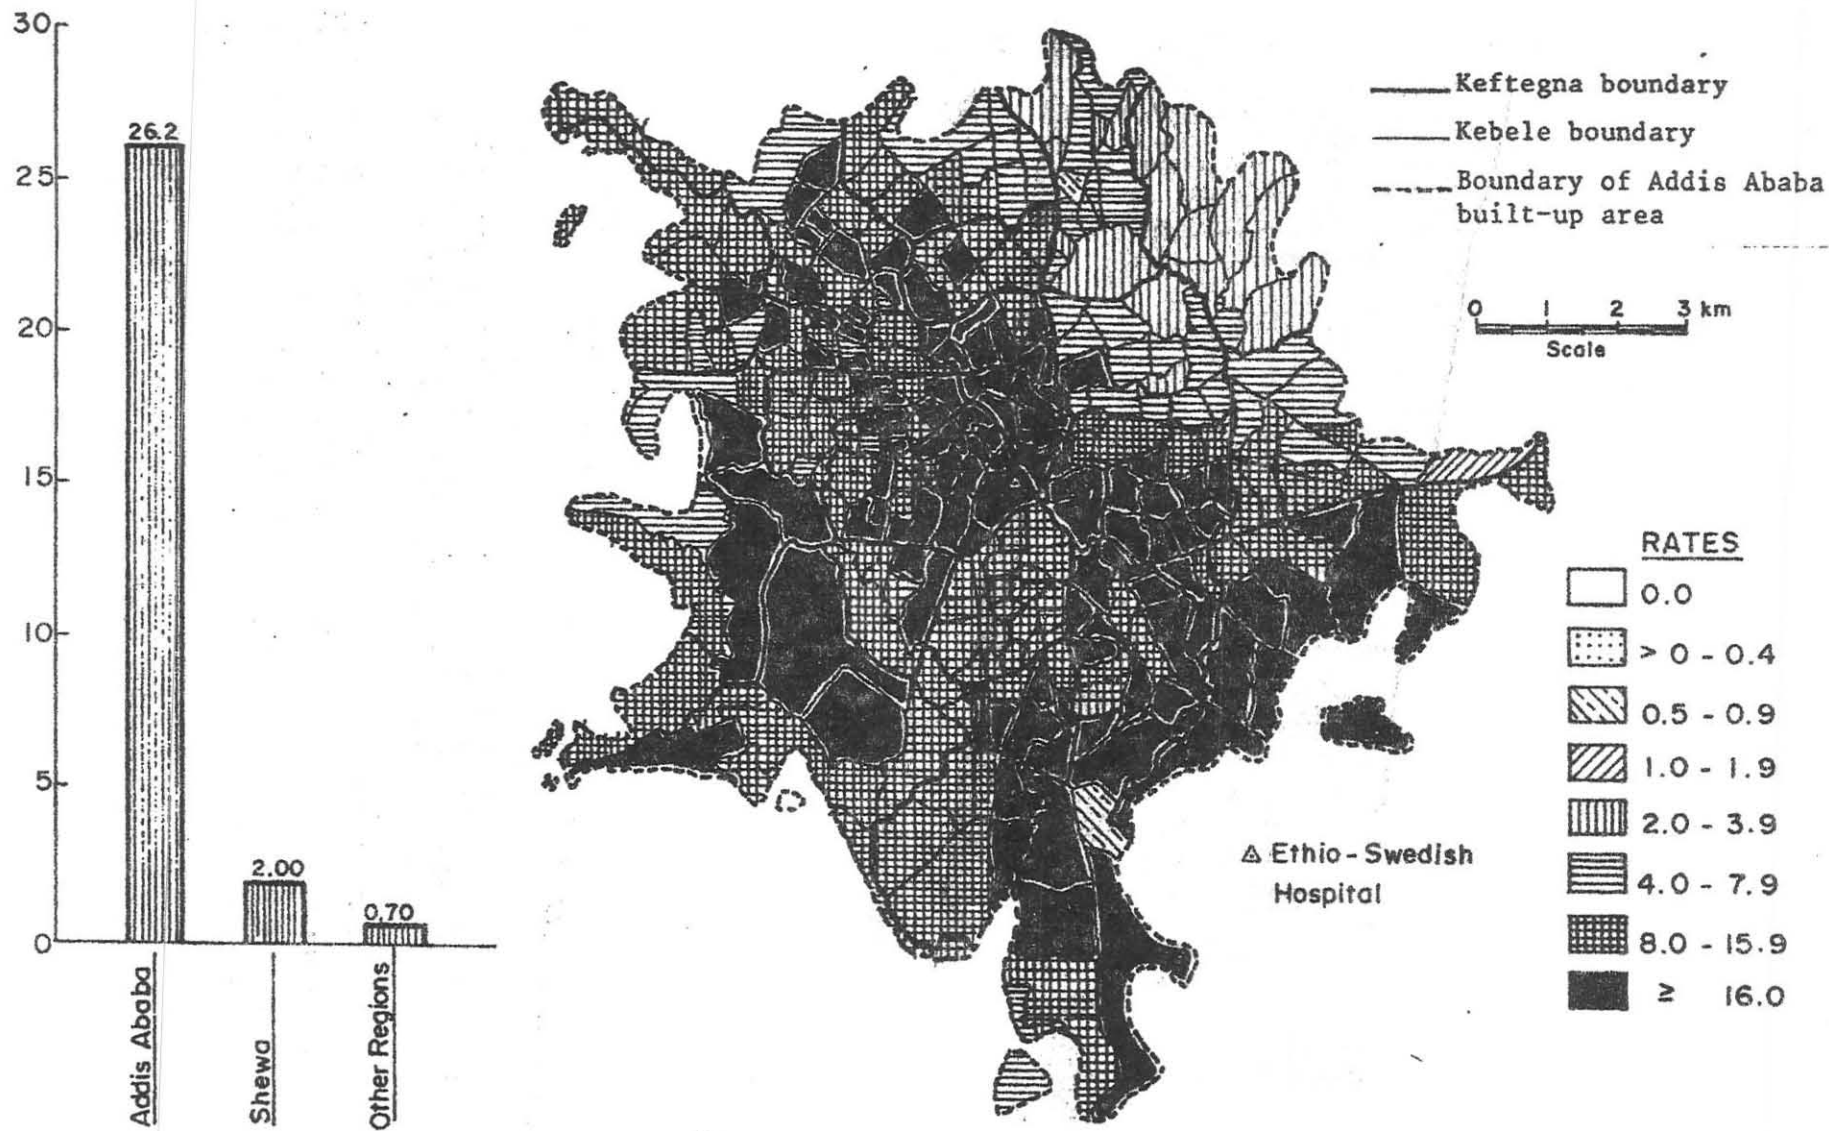 30
25
20
15
10
5
0
26.2
2.00
0.70
Addis Ababa
Shewa
Other Regions
Keftegna boundary
Kebele boundary
Boundary of Addis Ababa
built-up area
0 1 2 3 km
Scale
Ethio-Swedish
Hospital
RATES
0.0
> 0 - 0.4
0.5 - 0.9
1.0 - 1.9
2.0 - 3.9
4.0 - 7.9
8.0 - 15.9
≥ 16.0